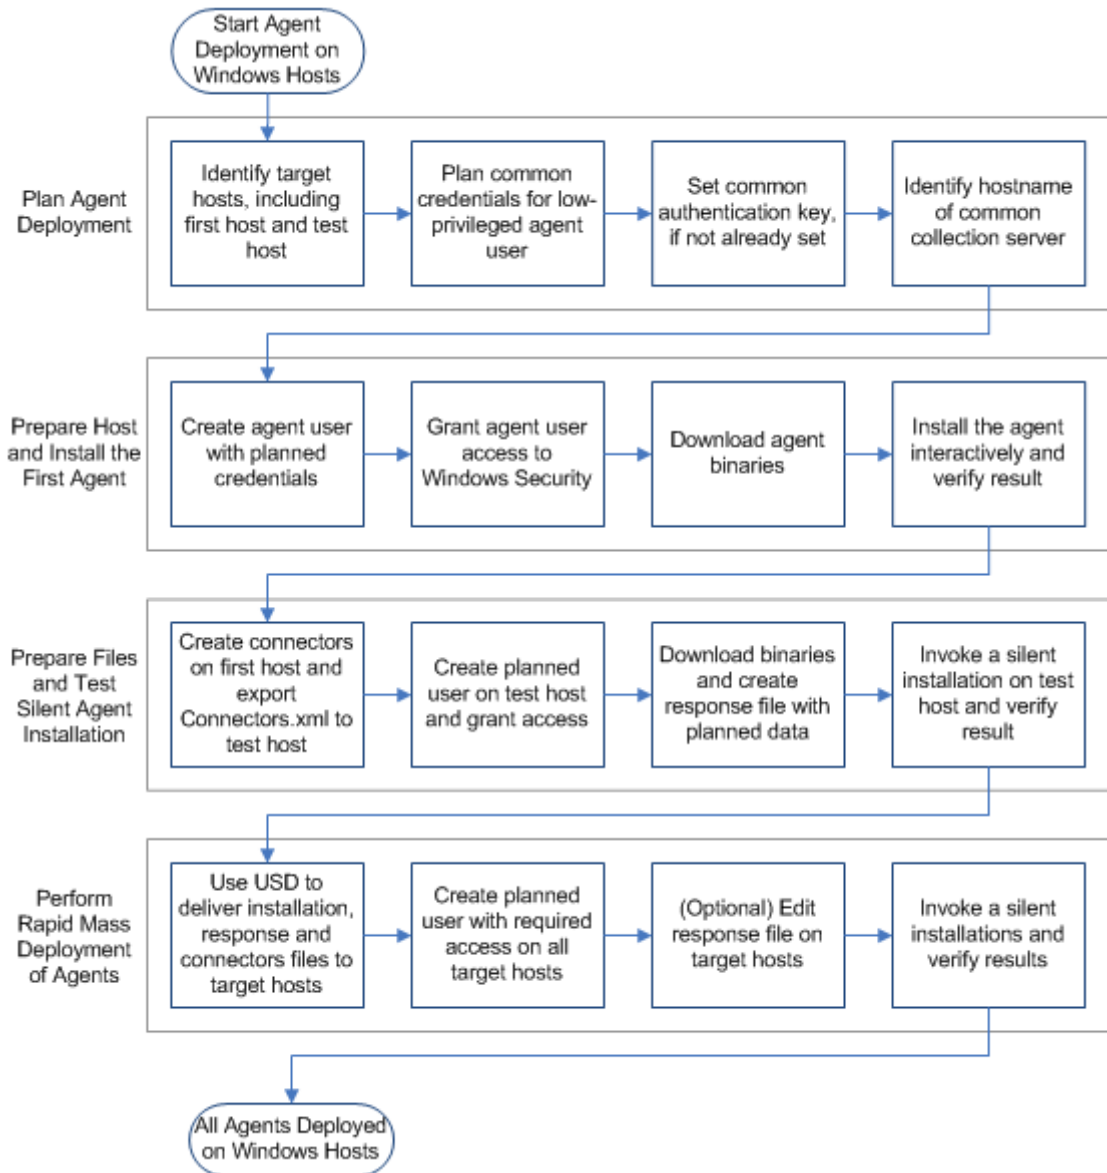 Start Agent
Deployment on
Windows Hosts
Plan Agent
Deployment
Identify target
hosts, including
first host and test
host
Plan common
credentials for low-
privileged agent
user
Set common
authentication key,
if not already set
Identify hostname
of common
collection server
Prepare Host
and Install the
First Agent
Create agent user
with planned
credentials
Grant agent user
access to
Windows Security
Download agent
binaries
Install the agent
interactively and
verify result
Prepare Files
and Test
Silent Agent
Installation
Create connectors
on first host and
export
Connectors.xml to
test host
Create planned
user on test host
and grant access
Download binaries
and create
response file with
planned data
Invoke a silent
installation on test
host and verify
result
Perform
Rapid Mass
Deployment
of Agents
Use USD to
deliver installation,
response and
connectors files to
target hosts
Create planned
user with required
access on all
target hosts
(Optional) Edit
response file on
target hosts
Invoke a silent
installations and
verify results
All Agents Deployed
on Windows Hosts